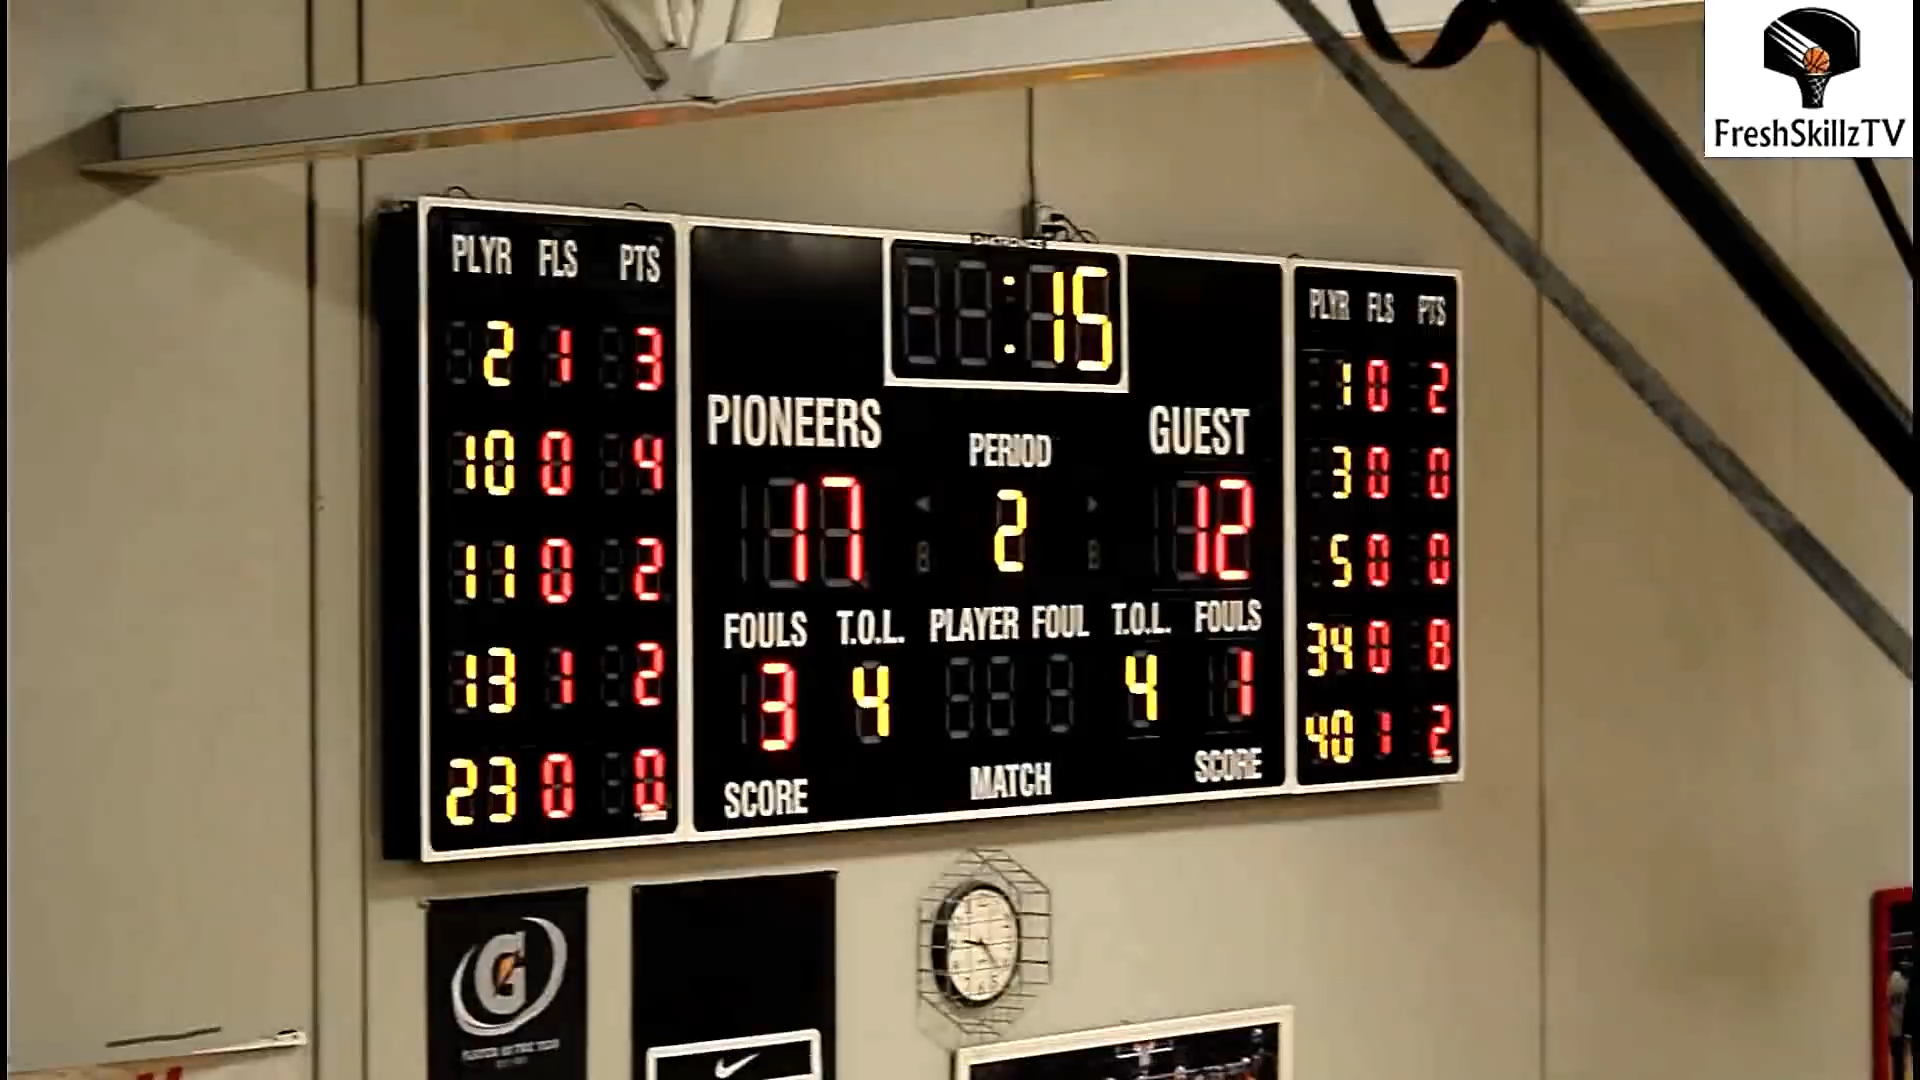 FreshSkillzTV
DAKTRONICS
PLYR FLS PTS
2 1 3
10 0 4
11 0 2
13 1 2
23 0 0
:15
PIONEERS
PERIOD
GUEST
17
2
12
FOULS T.O.L. PLAYER FOUL T.O.L. FOULS
3 4 4 1
SCORE
MATCH
SCORE
PLYR FLS PTS
1 0 2
3 0 0
5 0 0
34 0 8
40 1 2
G